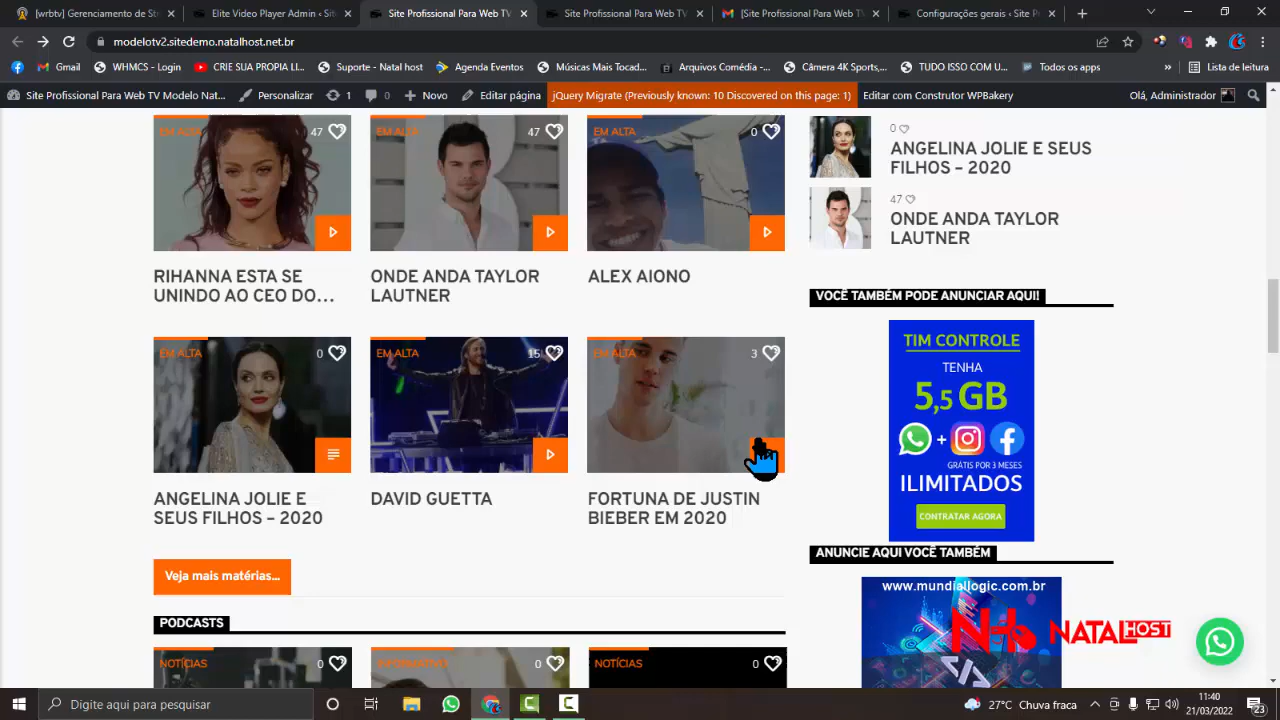 [wrbtv] ‹ Site
Elite Video Player ‹ Site
Site Profissional Para Web TV
Site Profissional Para Web TV
[Site Profissional Para Web TV
Configurações gerais ‹ Site P
modelotv2.sitedemo.natalhost.net.br
Gmail
WHMCS - Login
CRIE SUA PROPIA LI...
Suporte - Natal host
Agenda Eventos
Músicas Mais Tocad...
Arquivos Comédia -...
Câmera 4K Sports,...
TUDO ISSO COM U...
Todos os apps
»
Lista de leitura
Site Profissional Para Web TV Modelo Nat...
Personalizar
1
0
Novo
Editar página
jQuery Migrate (Previously known: 10 Discovered on this page: 1)
Editar com Construtor WPBakery
Olá, Administrador
EM ALTA
47
EM ALTA
47
EM ALTA
0
RIHANNA ESTA SE
UNINDO AO CEO DO...
ONDE ANDA TAYLOR
LAUTNER
ALEX AIONO
EM ALTA
0
EM ALTA
15
EM ALTA
3
ANGELINA JOLIE E
SEUS FILHOS – 2020
DAVID GUETTA
FORTUNA DE JUSTIN
BIEBER EM 2020
Veja mais matérias...
PODCASTS
NOTÍCIAS
0
INFORMATIVO
0
NOTÍCIAS
0
0
ANGELINA JOLIE E SEUS
FILHOS – 2020
47
ONDE ANDA TAYLOR
LAUTNER
VOCÊ TAMBÉM PODE ANUNCIAR AQUI!
TIM CONTROLE
TENHA
5,5 GB
+
GRÁTIS POR 3 MESES
ILIMITADOS
CONTRATAR AGORA
ANUNCIE AQUI VOCÊ TAMBÉM
www.mundiallogic.com.br
NATALHOST
Digite aqui para pesquisar
27°C Chuva fraca
11:40
21/03/2022
23